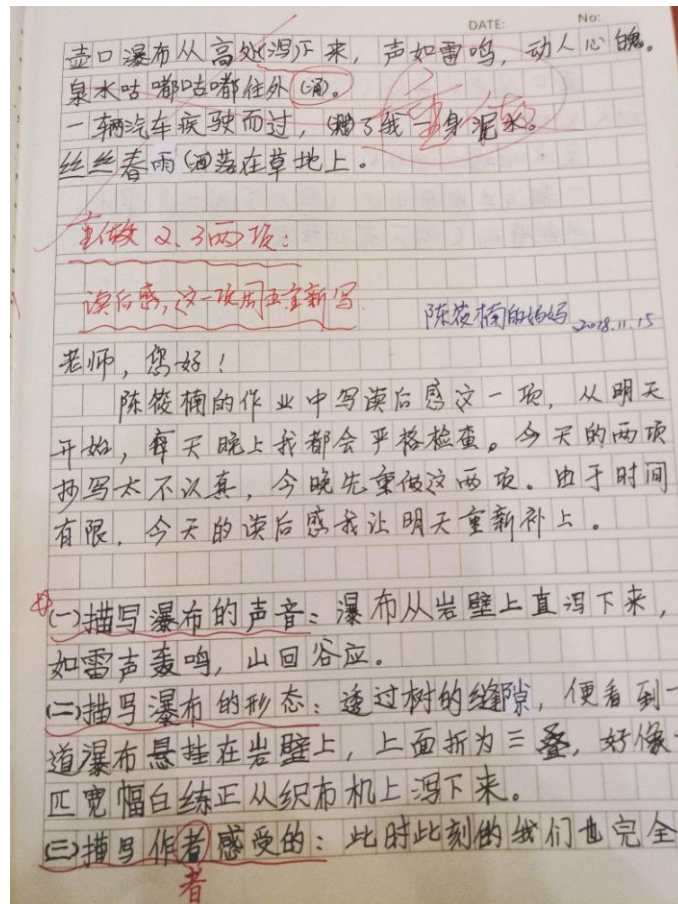 DATE: No:
壶口瀑布从高处(泻)下来，声如雷鸣，动人心魄。
泉水咕嘟咕嘟往外(涌)。
一辆汽车疾驶而过，(溅)了我一身泥水。
重做
丝丝春雨(洒)落在草地上。
重做2、3两项：
读后感，这一项周五重新写
陈筱楠的妈妈 2018.11.15
老师，您好！
陈筱楠的作业中写读后感这一项，从明天
开始，每天晚上我都会严格检查。今天的两项
抄写太不认真，今晚先重做这两项。由于时间
有限，今天的读后感我让明天重新补上。
(一)描写瀑布的声音：瀑布从岩壁上直泻下来，
如雷声轰鸣，山回谷应。
(二)描写瀑布的形态：透过树的缝隙，便看到一
道瀑布悬挂在岩壁上，上面折为三叠，好像一
匹宽幅白练正从织布机上泻下来。
(三)描写作者感受的：此时此刻的我们也完全
者